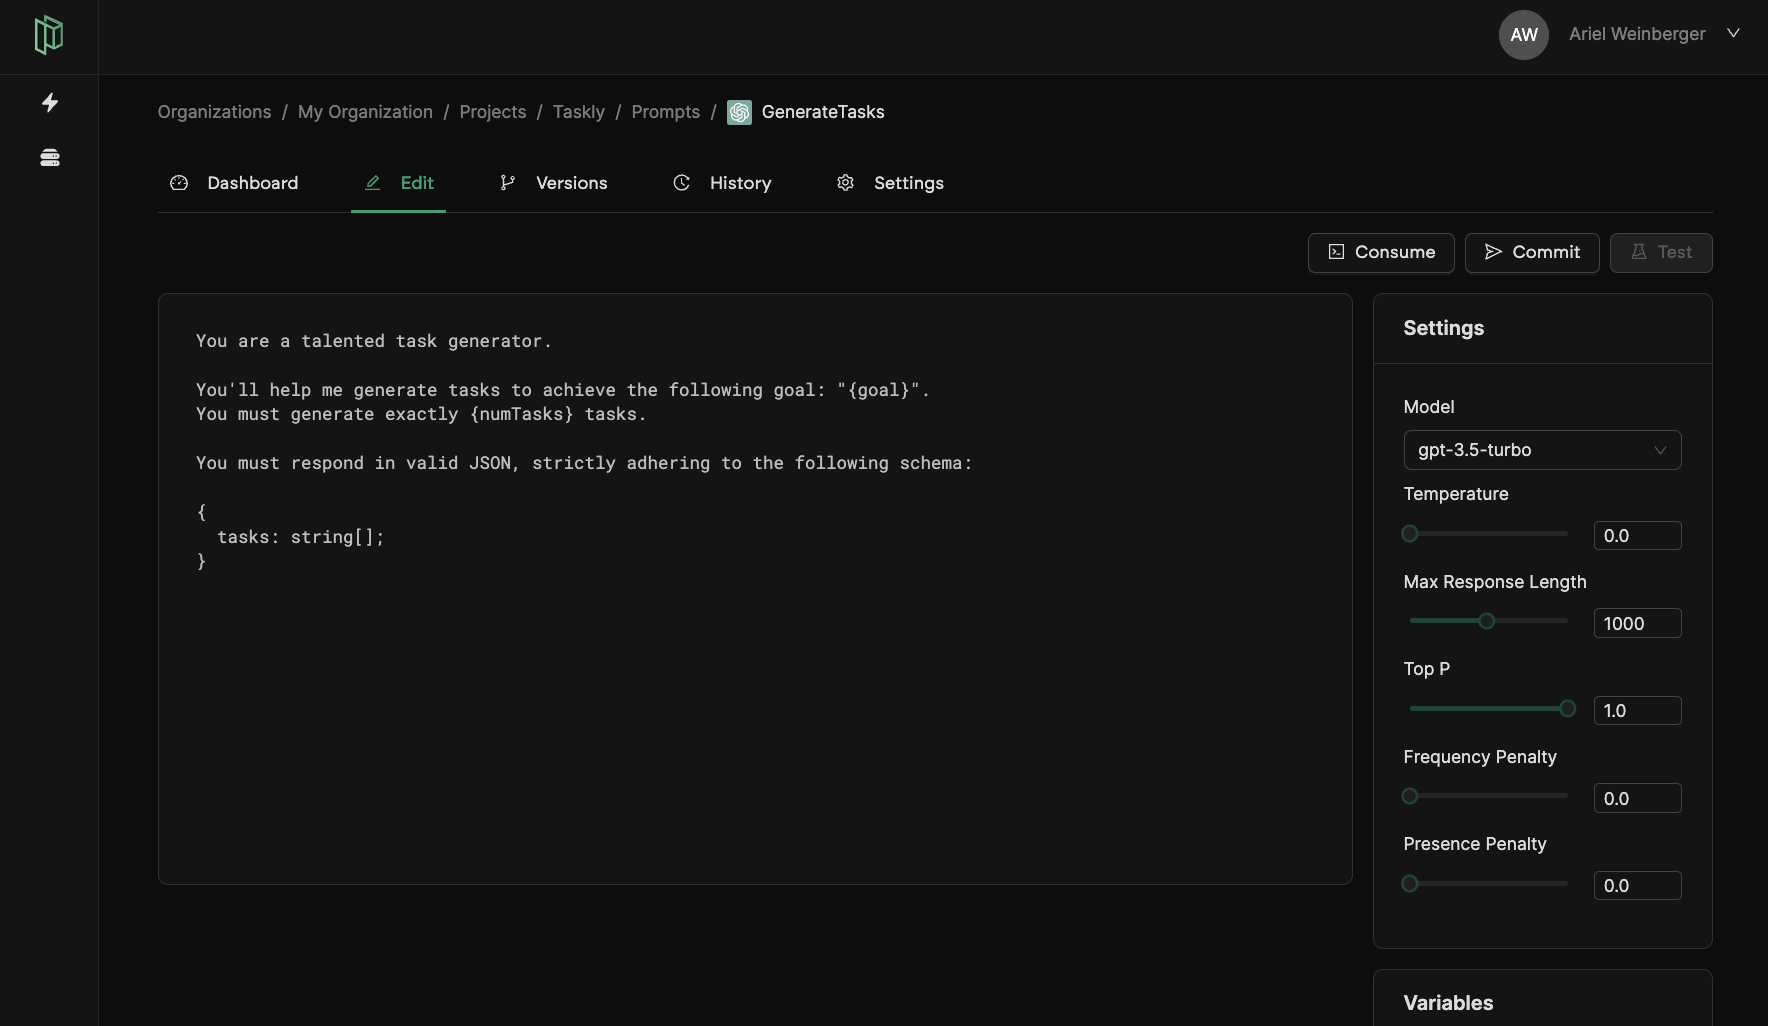 AW Ariel Weinberger
Organizations / My Organization / Projects / Taskly / Prompts / GenerateTasks
Dashboard Edit Versions History Settings
Consume Commit Test
You are a talented task generator.
You'll help me generate tasks to achieve the following goal: "{goal}".
You must generate exactly {numTasks} tasks.
You must respond in valid JSON, strictly adhering to the following schema:
{
  tasks: string[];
}
Settings
Model
gpt-3.5-turbo
Temperature
0.0
Max Response Length
1000
Top P
1.0
Frequency Penalty
0.0
Presence Penalty
0.0
Variables